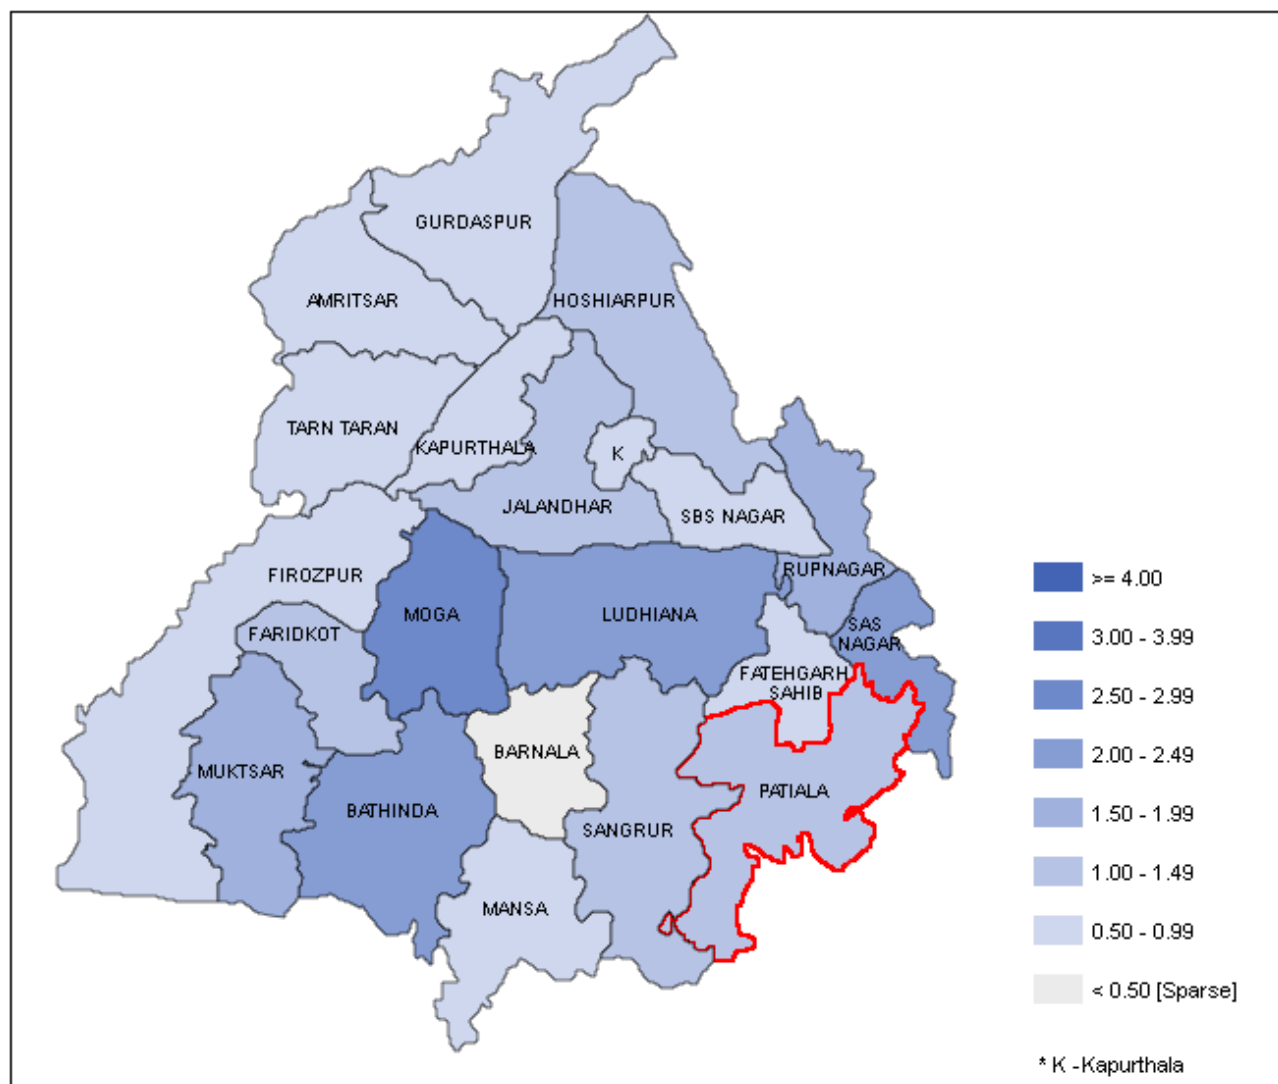 GURDASPUR
AMRITSAR
HOSHIARPUR
TARN TARAN
KAPURTHALA
K
JALANDHAR
SBS NAGAR
FIROZPUR
RUPNAGAR
MOGA
LUDHIANA
FARIDKOT
SAS
NAGAR
FATEHGARH
SAHIB
BARNALA
MUKTSAR
PATIALA
BATHINDA
SANGRUR
MANSA
>= 4.00
3.00 - 3.99
2.50 - 2.99
2.00 - 2.49
1.50 - 1.99
1.00 - 1.49
0.50 - 0.99
< 0.50 [Sparse]
* K -Kapurthala